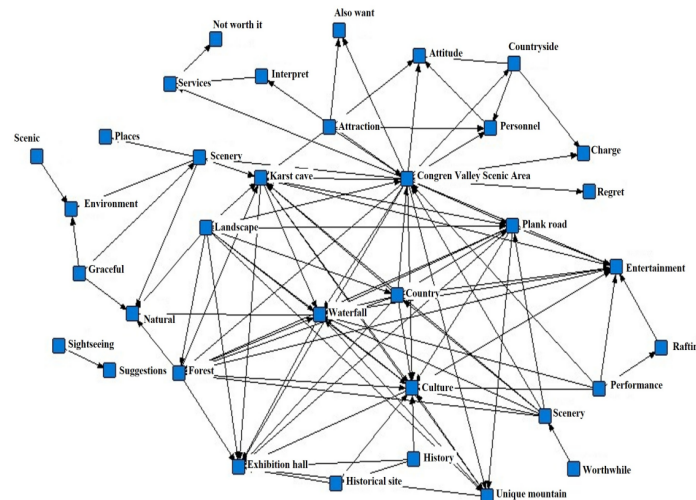 Also want
Not worth it
Countryside
Attitude
Interpret
Services
Attraction
Personnel
Places
Scenic
Charge
Scenery
Karst cave
Congren Valley Scenic Area
Regret
Environment
Landscape
Plank road
Graceful
Entertainment
Country
Natural
Waterfall
Sightseeing
Suggestions
Forest
Culture
Performance
Scenery
History
Exhibition hall
Worthwhile
Historical site
Unique mountain